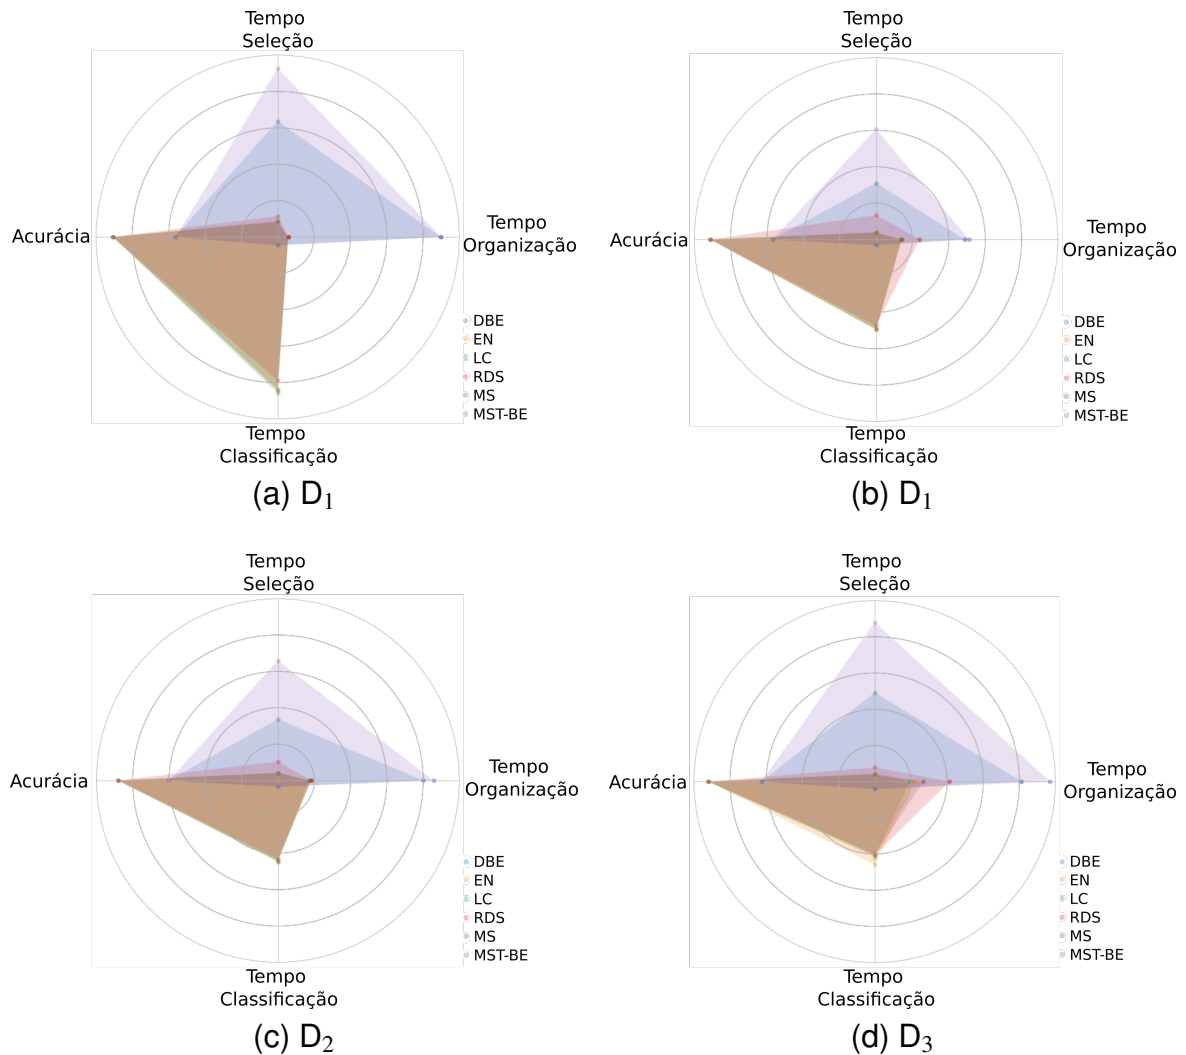 Tempo
Seleção
Acurácia
Tempo
Organização
DBE
EN
LC
RDS
MS
MST-BE
Tempo
Classificação
(a) D1
Tempo
Seleção
Acurácia
Tempo
Organização
DBE
EN
LC
RDS
MS
MST-BE
Tempo
Classificação
(b) D1
Tempo
Seleção
Acurácia
Tempo
Organização
DBE
EN
LC
RDS
MS
MST-BE
Tempo
Classificação
(c) D2
Tempo
Seleção
Acurácia
Tempo
Organização
DBE
EN
LC
RDS
MS
MST-BE
Tempo
Classificação
(d) D3